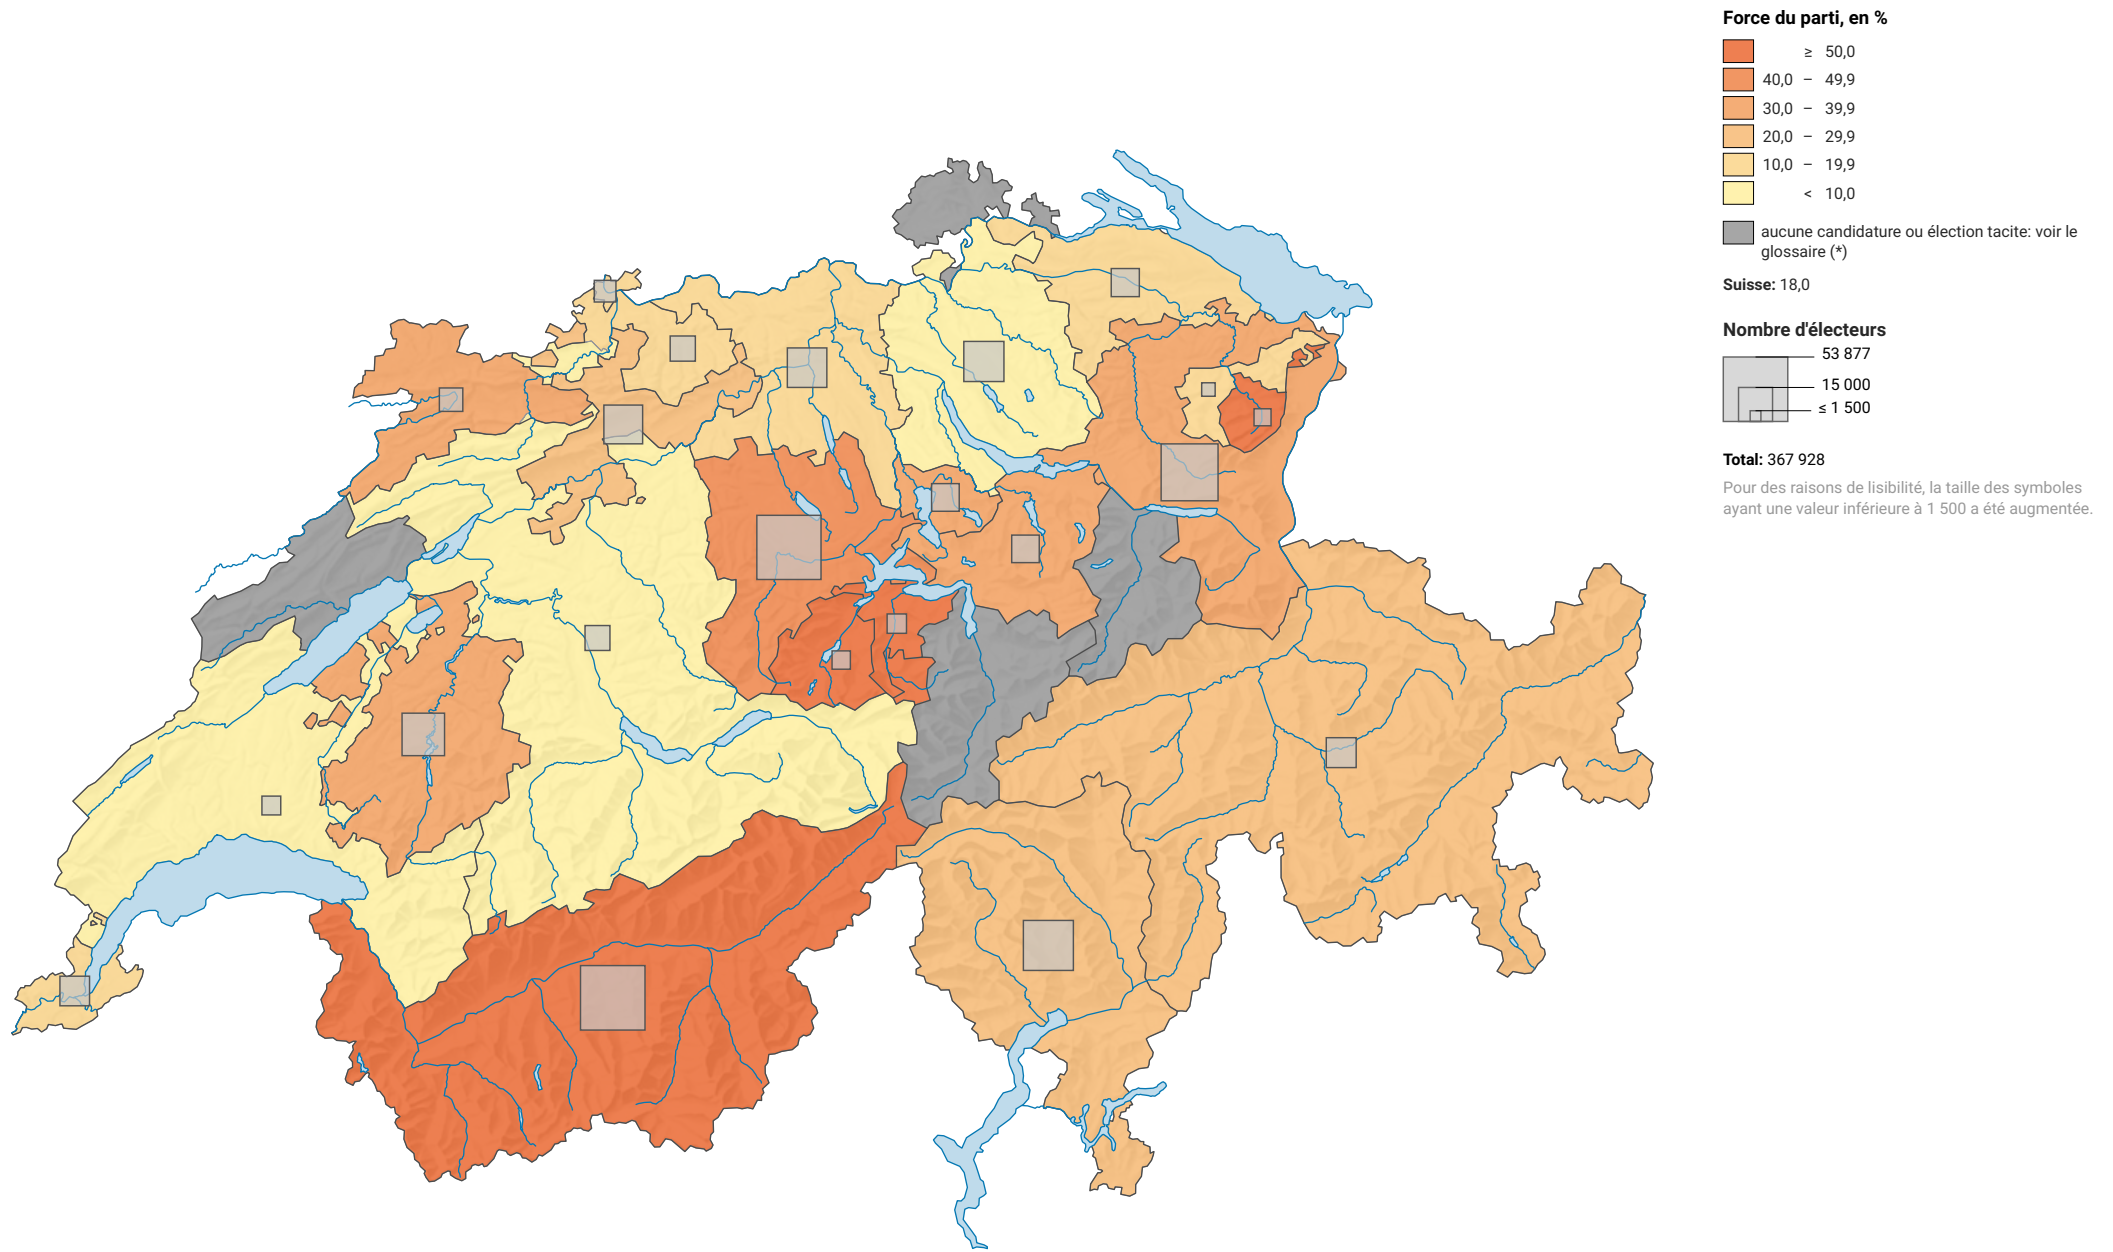 Force du parti, en %
≥ 50,0
40,0 – 49,9
30,0 – 39,9
20,0 – 29,9
10,0 – 19,9
< 10,0
aucune candidature ou élection tacite: voir le
glossaire (*)
Suisse: 18,0
Nombre d'électeurs
53 877
15 000
≤ 1 500
Total: 367 928
Pour des raisons de lisibilité, la taille des symboles
ayant une valeur inférieure à 1 500 a été augmentée.